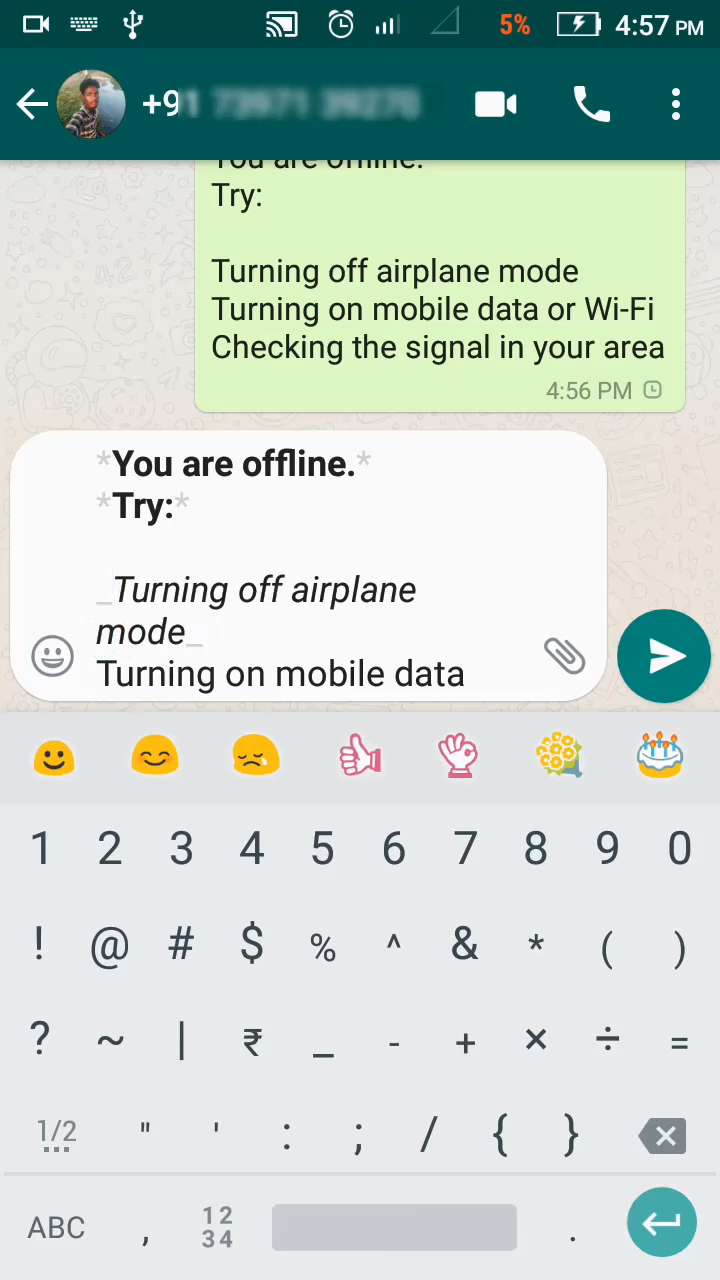 5% 4:57 PM
+9
You are offline.
Try:
Turning off airplane mode
Turning on mobile data or Wi-Fi
Checking the signal in your area
4:56 PM
*You are offline.*
*Try:*
_Turning off airplane
mode_
Turning on mobile data
1 2 3 4 5 6 7 8 9 0
! @ # $ % ^ & * ( )
? ~ | ₹ _ - + × ÷ =
1/2 " ' : ; / { }
ABC , 12 .
34